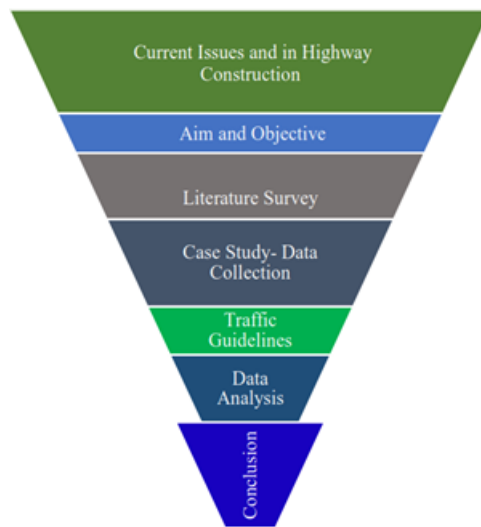 Current Issues and in Highway
Construction
Aim and Objective
Literature Survey
Case Study- Data
Collection
Traffic
Guidelines
Data
Analysis
Conclusion